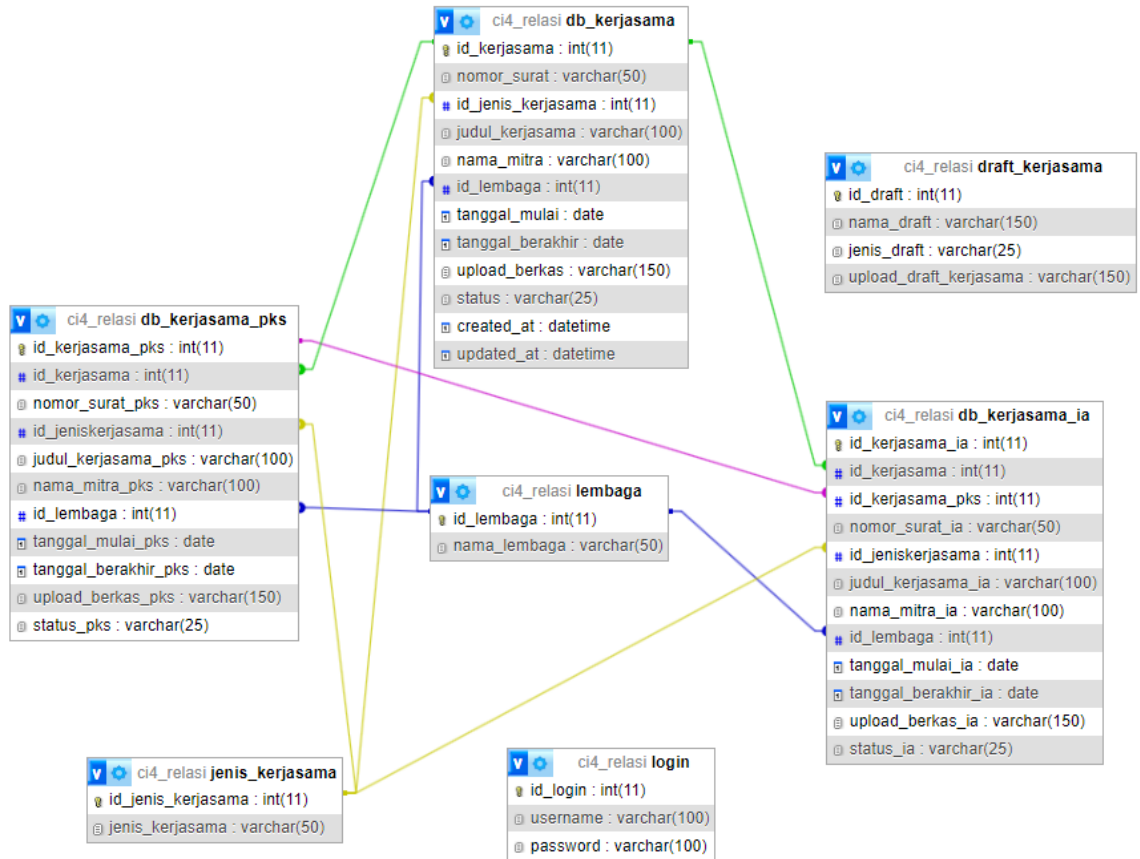 ci4_relasi db_kerjasama
id_kerjasama : int(11)
nomor_surat : varchar(50)
id_jenis_kerjasama : int(11)
judul_kerjasama : varchar(100)
nama_mitra : varchar(100)
id_lembaga : int(11)
tanggal_mulai : date
tanggal_berakhir : date
upload_berkas : varchar(150)
status : varchar(25)
created_at : datetime
updated_at : datetime
ci4_relasi draft_kerjasama
id_draft : int(11)
nama_draft : varchar(150)
jenis_draft : varchar(25)
upload_draft_kerjasama : varchar(150)
ci4_relasi db_kerjasama_pks
id_kerjasama_pks : int(11)
id_kerjasama : int(11)
nomor_surat_pks : varchar(50)
id_jeniskerjasama : int(11)
judul_kerjasama_pks : varchar(100)
nama_mitra_pks : varchar(100)
id_lembaga : int(11)
tanggal_mulai_pks : date
tanggal_berakhir_pks : date
upload_berkas_pks : varchar(150)
status_pks : varchar(25)
ci4_relasi lembaga
id_lembaga : int(11)
nama_lembaga : varchar(50)
ci4_relasi db_kerjasama_ia
id_kerjasama_ia : int(11)
id_kerjasama : int(11)
id_kerjasama_pks : int(11)
nomor_surat_ia : varchar(50)
id_jeniskerjasama : int(11)
judul_kerjasama_ia : varchar(100)
nama_mitra_ia : varchar(100)
id_lembaga : int(11)
tanggal_mulai_ia : date
tanggal_berakhir_ia : date
upload_berkas_ia : varchar(150)
status_ia : varchar(25)
ci4_relasi jenis_kerjasama
id_jenis_kerjasama : int(11)
jenis_kerjasama : varchar(50)
ci4_relasi login
id_login : int(11)
username : varchar(100)
password : varchar(100)